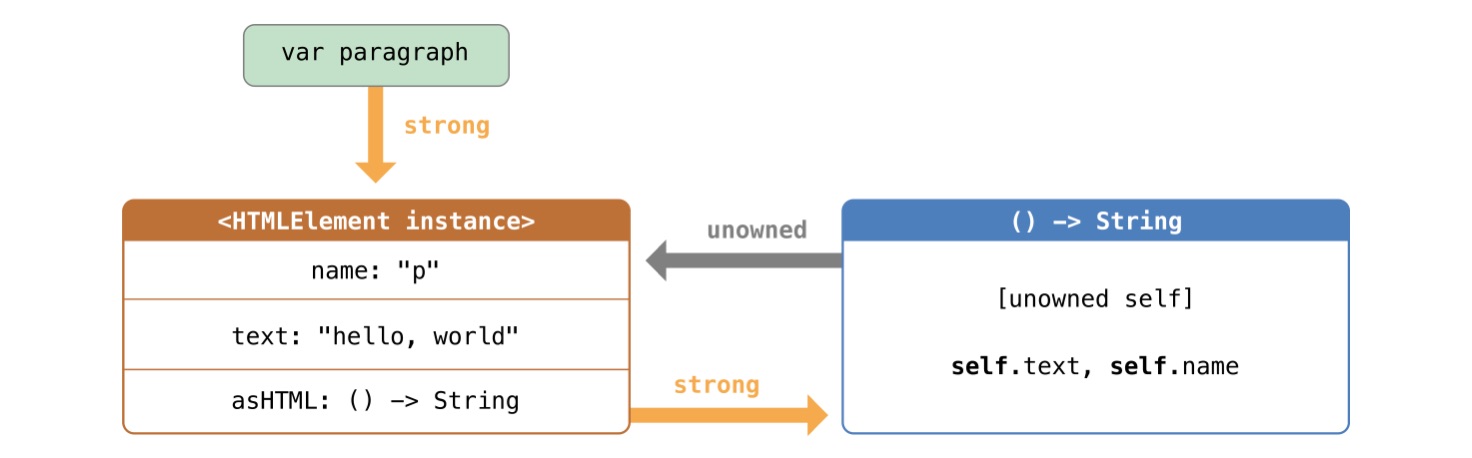 var paragraph
strong
<HTMLElement instance>
name: "p"
text: "hello, world"
asHTML: () -> String
unowned
strong
() -> String
[unowned self]
self.text, self.name